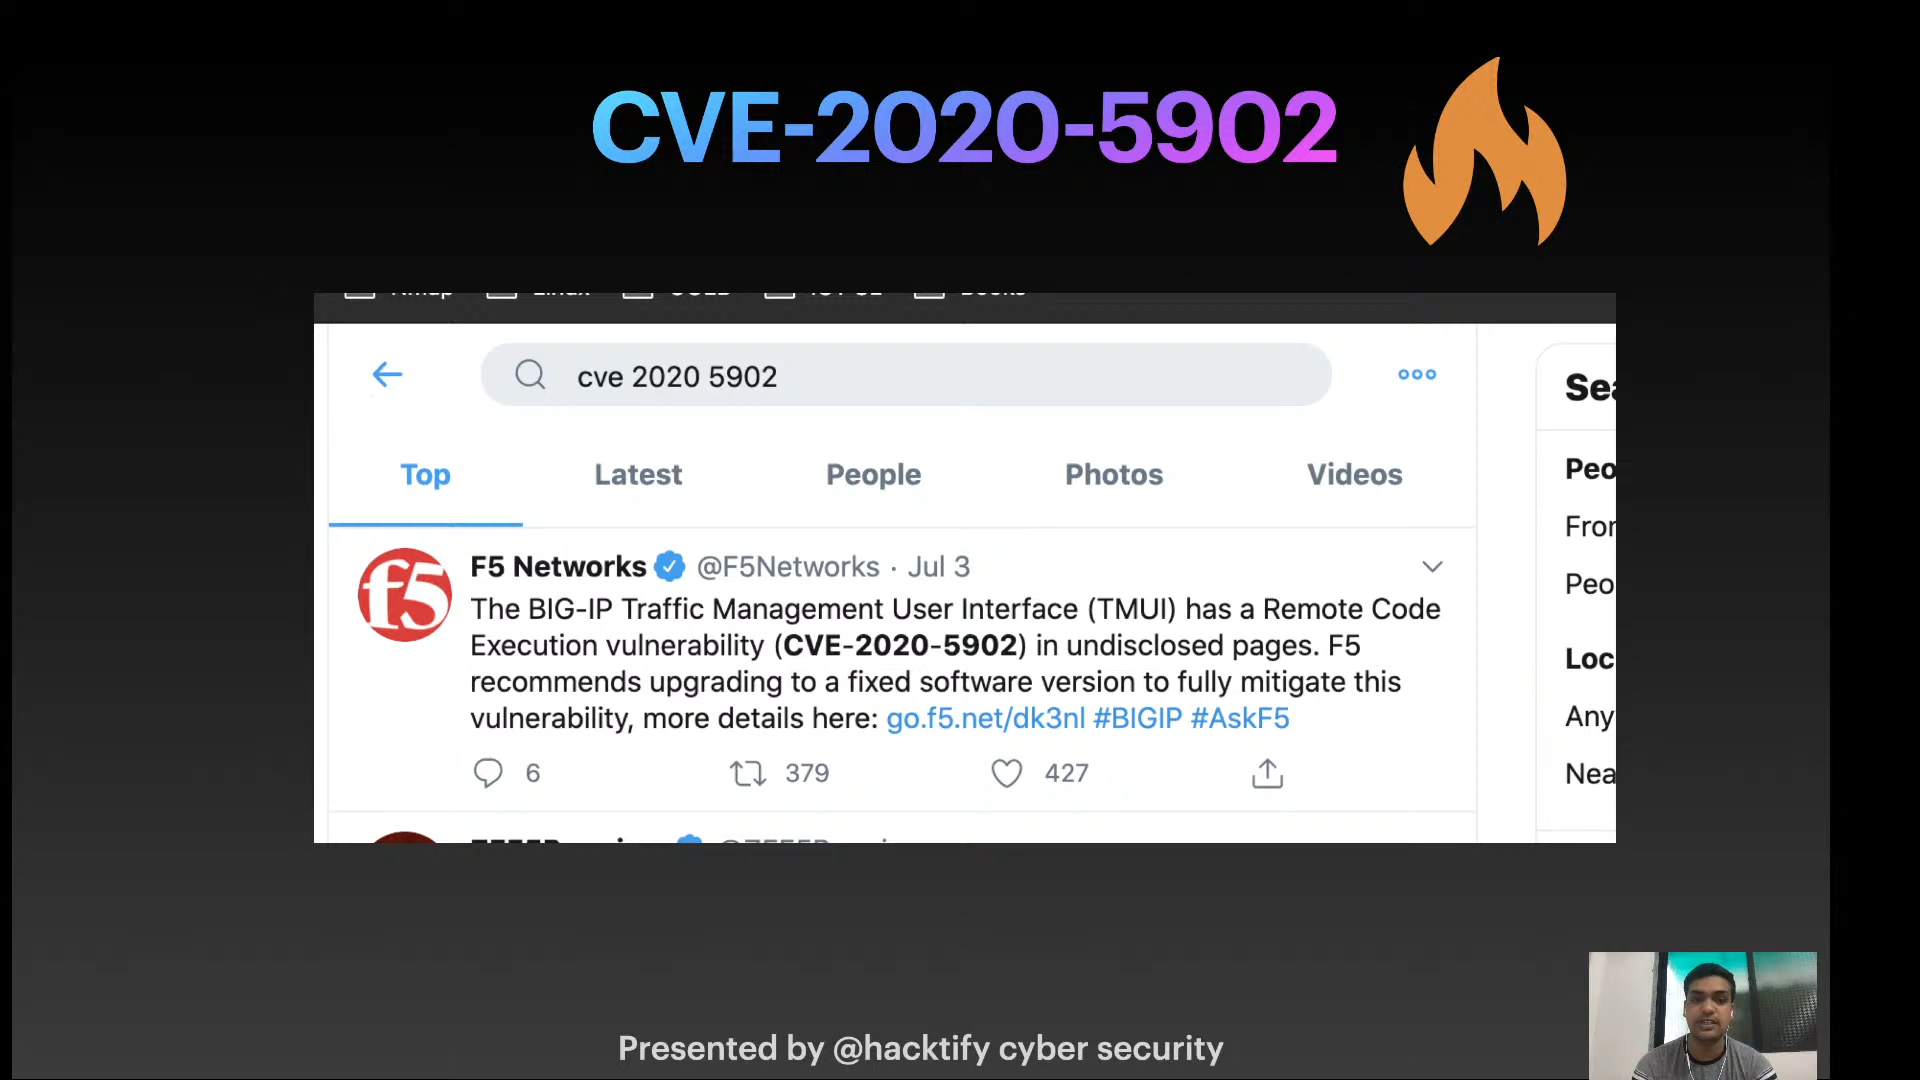 CVE-2020-5902
cve 2020 5902
Top Latest People Photos Videos
f5
F5 Networks @F5Networks · Jul 3
The BIG-IP Traffic Management User Interface (TMUI) has a Remote Code
Execution vulnerability (CVE-2020-5902) in undisclosed pages. F5
recommends upgrading to a fixed software version to fully mitigate this
vulnerability, more details here: go.f5.net/dk3nl #BIGIP #AskF5
6 379 427
Sea
Peo
Fror
Peo
Loc
Any
Nea
Presented by @hacktify cyber security